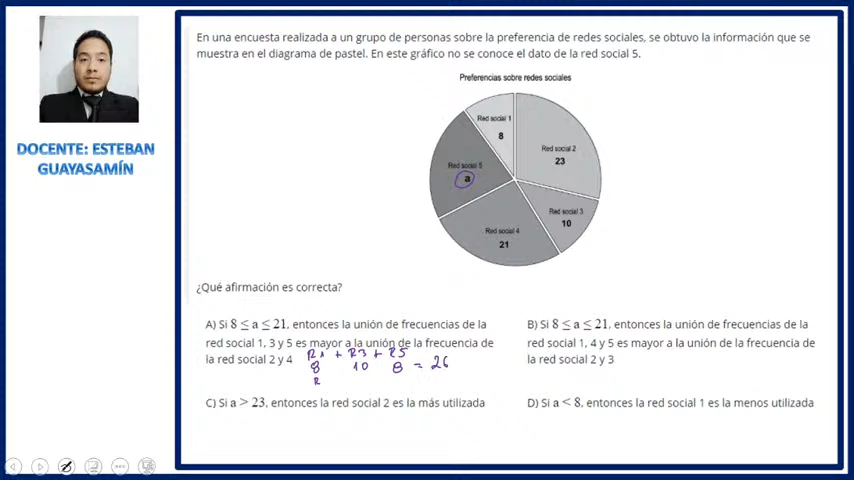 En una encuesta realizada a un grupo de personas sobre la preferencia de redes sociales, se obtuvo la información que se
muestra en el diagrama de pastel. En este gráfico no se conoce el dato de la red social 5.
DOCENTE: ESTEBAN
GUAYASAMÍN
Preferencias sobre redes sociales
Red social 1
8
Red social 2
23
Red social 5
a
Red social 3
10
Red social 4
21
¿Qué afirmación es correcta?
A) Si 8 ≤ a ≤ 21, entonces la unión de frecuencias de la
red social 1, 3 y 5 es mayor a la unión de la frecuencia de
la red social 2 y 4
R1 + R3 + R5
8 10 8 = 26
R
B) Si 8 ≤ a ≤ 21, entonces la unión de frecuencias de la
red social 1, 4 y 5 es mayor a la unión de la frecuencia de
la red social 2 y 3
C) Si a > 23, entonces la red social 2 es la más utilizada
D) Si a < 8, entonces la red social 1 es la menos utilizada